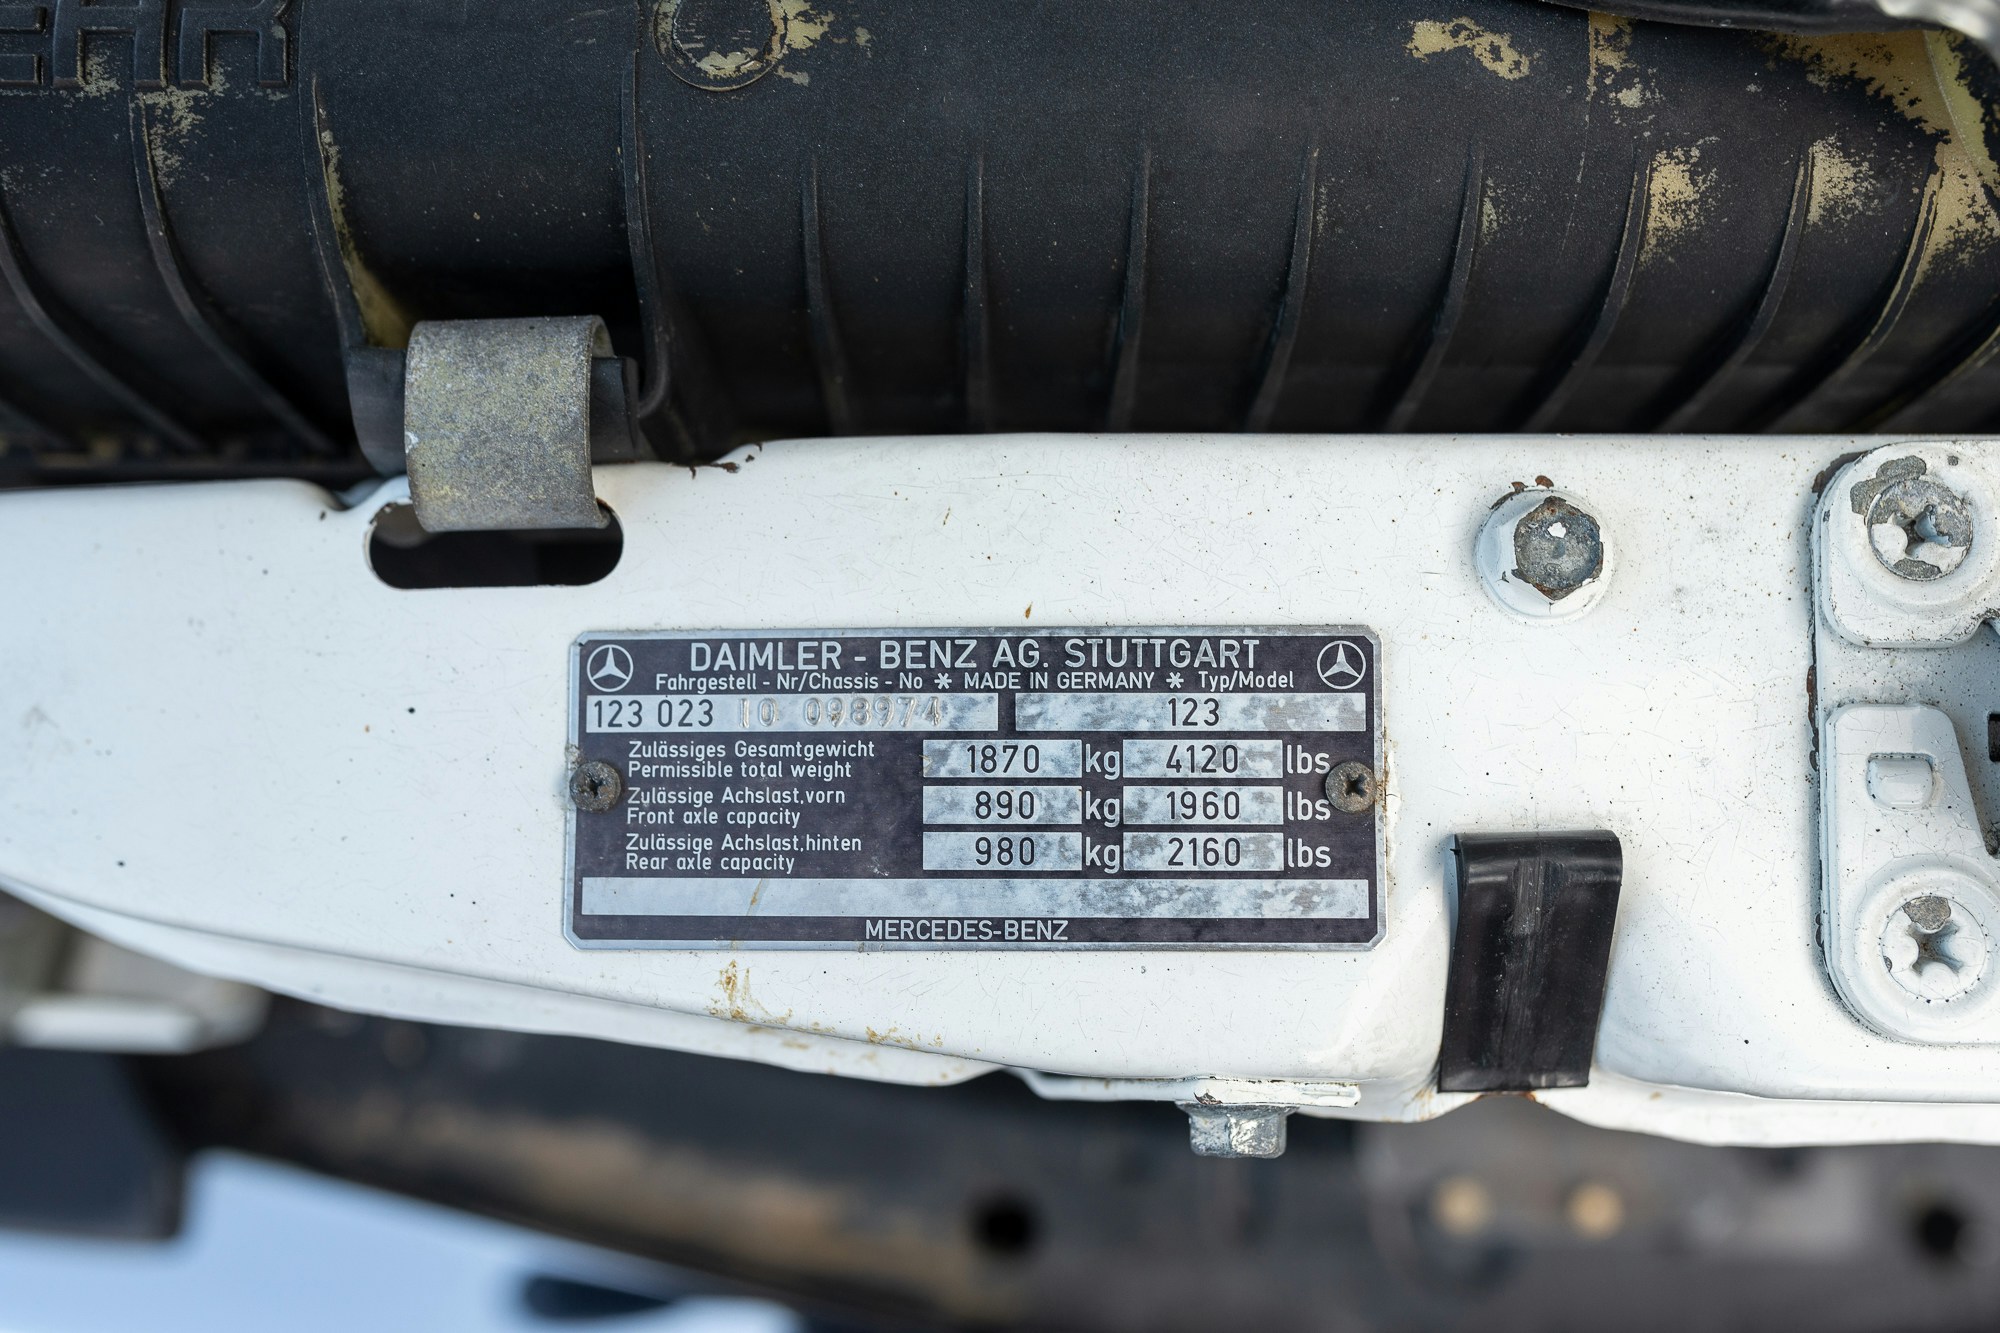 DAIMLER - BENZ AG. STUTTGART
Fahrgestell - Nr/Chassis - No * MADE IN GERMANY * Typ/Model
123 023 10 098974 123
Zulässiges Gesamtgewicht
Permissible total weight 1870 kg 4120 lbs
Zulässige Achslast,vorn
Front axle capacity 890 kg 1960 lbs
Zulässige Achslast,hinten
Rear axle capacity 980 kg 2160 lbs
MERCEDES-BENZ